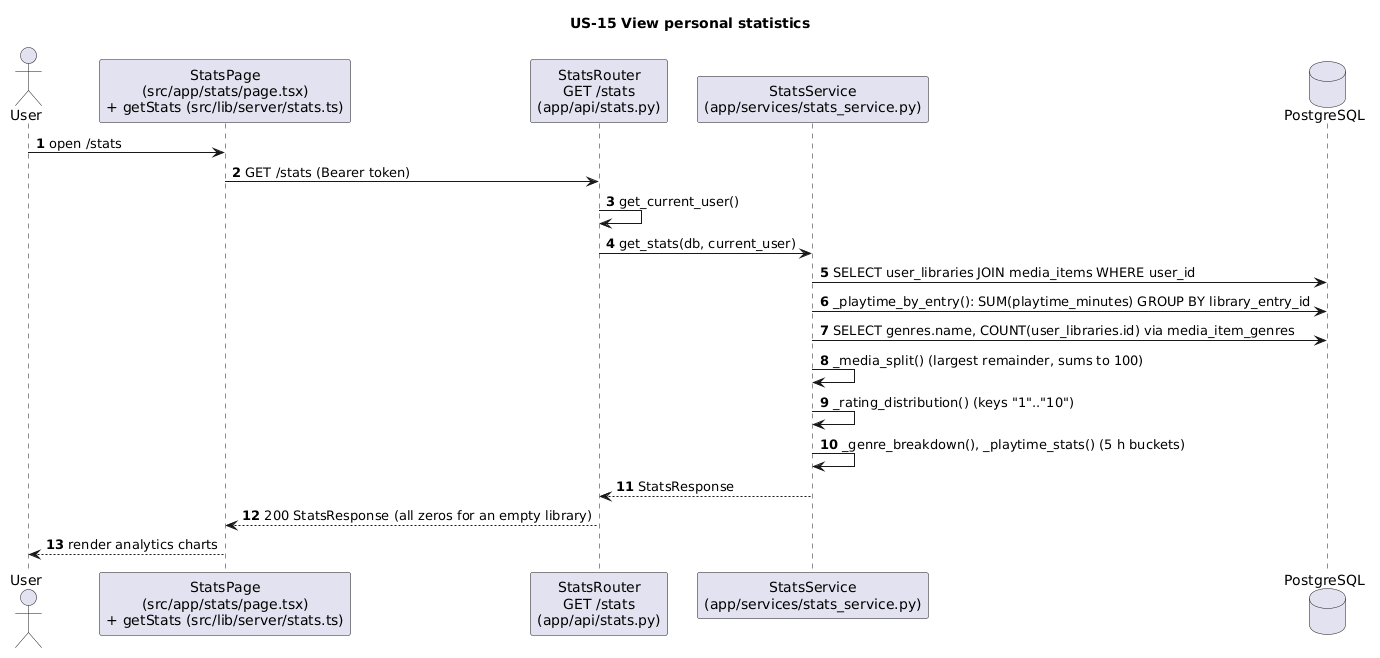 US-15 View personal statistics
User
StatsPage
(src/app/stats/page.tsx)
+ getStats (src/lib/server/stats.ts)
StatsRouter
GET /stats
(app/api/stats.py)
StatsService
(app/services/stats_service.py)
PostgreSQL
1 open /stats
2 GET /stats (Bearer token)
3 get_current_user()
4 get_stats(db, current_user)
5 SELECT user_libraries JOIN media_items WHERE user_id
6 _playtime_by_entry(): SUM(playtime_minutes) GROUP BY library_entry_id
7 SELECT genres.name, COUNT(user_libraries.id) via media_item_genres
8 _media_split() (largest remainder, sums to 100)
9 _rating_distribution() (keys "1".."10")
10 _genre_breakdown(), _playtime_stats() (5 h buckets)
11 StatsResponse
12 200 StatsResponse (all zeros for an empty library)
13 render analytics charts
User
StatsPage
(src/app/stats/page.tsx)
+ getStats (src/lib/server/stats.ts)
StatsRouter
GET /stats
(app/api/stats.py)
StatsService
(app/services/stats_service.py)
PostgreSQL